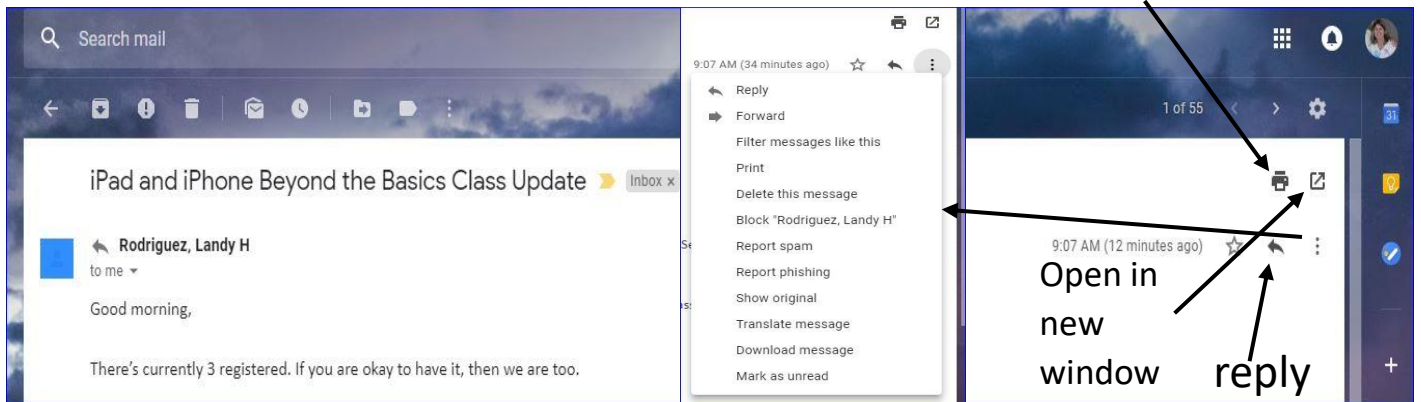 Search mail
iPad and iPhone Beyond the Basics Class Update Inbox x
Rodriguez, Landy H
to me
Good morning,
There's currently 3 registered. If you are okay to have it, then we are too.
9:07 AM (34 minutes ago)
Reply
Forward
Filter messages like this
Print
Delete this message
Block "Rodriguez, Landy H"
Report spam
Report phishing
Show original
Translate message
Download message
Mark as unread
1 of 55
31
9:07 AM (12 minutes ago)
Open in
new
window
reply